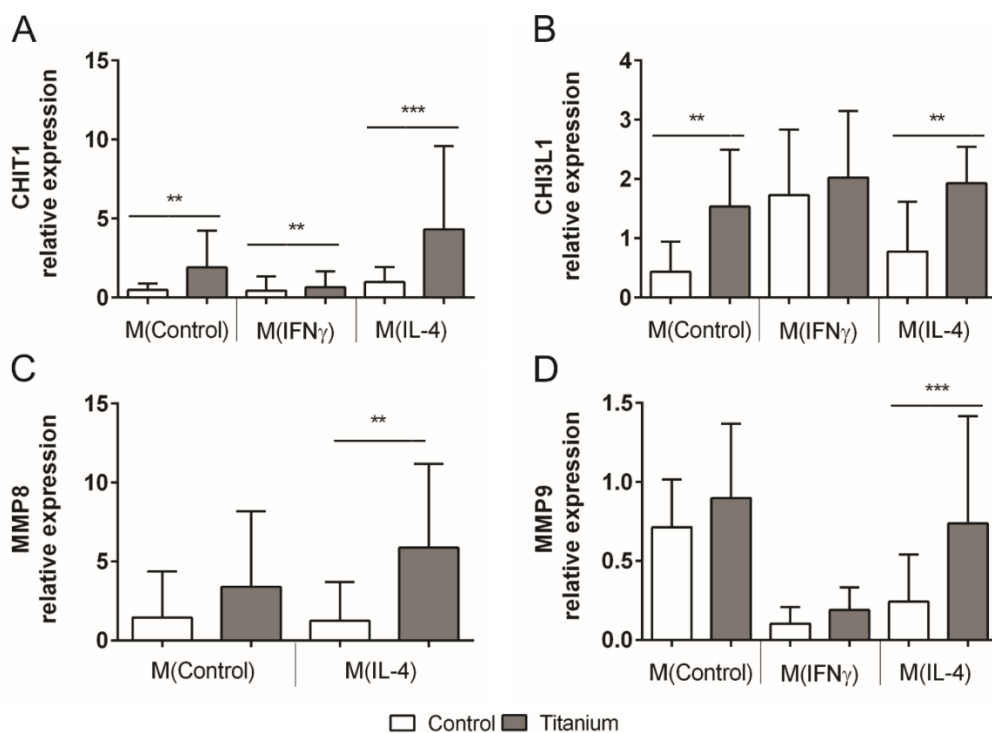 A
CHIT1
relative expression
15
10
5
0
**
**
***
M(Control)
M(IFNγ)
M(IL-4)
B
CHI3L1
relative expression
4
3
2
1
0
**
**
M(Control)
M(IFNγ)
M(IL-4)
C
MMP8
relative expression
15
10
5
0
**
M(Control)
M(IL-4)
D
MMP9
relative expression
1.5
1.0
0.5
0.0
***
M(Control)
M(IFNγ)
M(IL-4)
Control Titanium